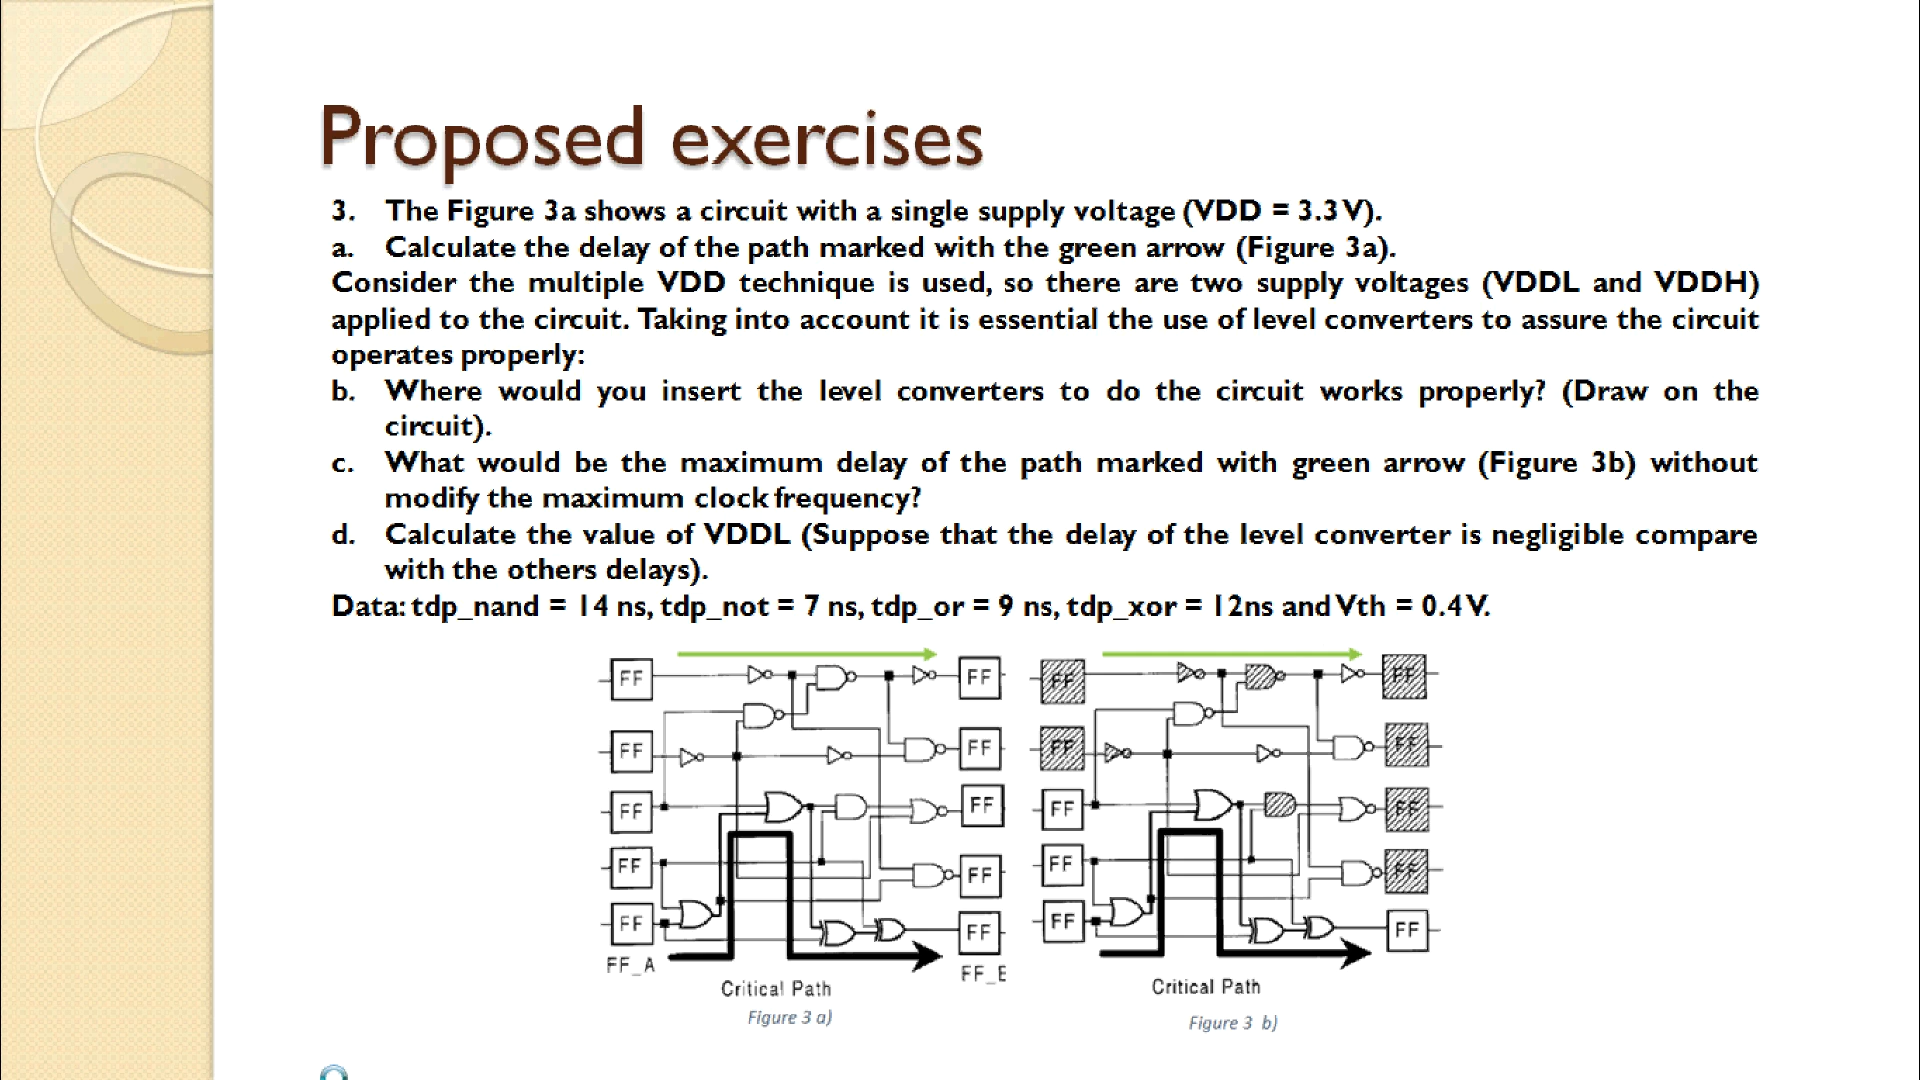 Proposed exercises
3. The Figure 3a shows a circuit with a single supply voltage (VDD = 3.3 V).
a. Calculate the delay of the path marked with the green arrow (Figure 3a).
Consider the multiple VDD technique is used, so there are two supply voltages (VDDL and VDDH)
applied to the circuit. Taking into account it is essential the use of level converters to assure the circuit
operates properly:
b. Where would you insert the level converters to do the circuit works properly? (Draw on the
circuit).
c. What would be the maximum delay of the path marked with green arrow (Figure 3b) without
modify the maximum clock frequency?
d. Calculate the value of VDDL (Suppose that the delay of the level converter is negligible compare
with the others delays).
Data: tdp_nand = 14 ns, tdp_not = 7 ns, tdp_or = 9 ns, tdp_xor = 12ns and Vth = 0.4 V.
FF FF FF FF
FF FF FF FF
FF FF FF FF
FF FF FF FF
FF FF FF FF
FF_A FF_E
Critical Path Critical Path
Figure 3 a) Figure 3 b)